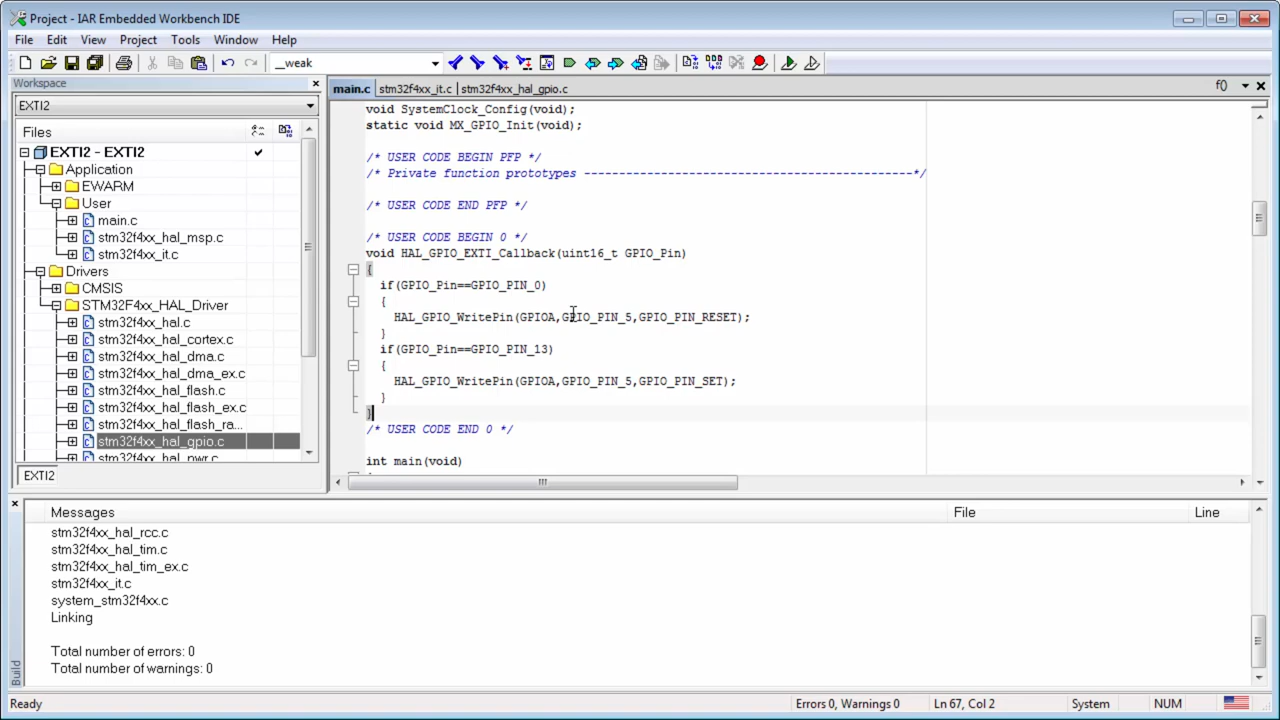 Project - IAR Embedded Workbench IDE
File Edit View Project Tools Window Help
__weak
Workspace
EXTI2
Files
EXTI2 - EXTI2
Application
EWARM
User
main.c
stm32f4xx_hal_msp.c
stm32f4xx_it.c
Drivers
CMSIS
STM32F4xx_HAL_Driver
stm32f4xx_hal.c
stm32f4xx_hal_cortex.c
stm32f4xx_hal_dma.c
stm32f4xx_hal_dma_ex.c
stm32f4xx_hal_flash.c
stm32f4xx_hal_flash_ex.c
stm32f4xx_hal_flash_ra...
stm32f4xx_hal_gpio.c
stm32f4xx_hal_pwr.c
EXTI2
main.c stm32f4xx_it.c stm32f4xx_hal_gpio.c f()
void SystemClock_Config(void);
static void MX_GPIO_Init(void);
/* USER CODE BEGIN PFP */
/* Private function prototypes -----------------------------------------------*/
/* USER CODE END PFP */
/* USER CODE BEGIN 0 */
void HAL_GPIO_EXTI_Callback(uint16_t GPIO_Pin)
{
if(GPIO_Pin==GPIO_PIN_0)
{
HAL_GPIO_WritePin(GPIOA,GPIO_PIN_5,GPIO_PIN_RESET);
}
if(GPIO_Pin==GPIO_PIN_13)
{
HAL_GPIO_WritePin(GPIOA,GPIO_PIN_5,GPIO_PIN_SET);
}
}
/* USER CODE END 0 */
int main(void)
Messages File Line
stm32f4xx_hal_rcc.c
stm32f4xx_hal_tim.c
stm32f4xx_hal_tim_ex.c
stm32f4xx_it.c
system_stm32f4xx.c
Linking
Total number of errors: 0
Total number of warnings: 0
Build
Ready Errors 0, Warnings 0 Ln 67, Col 2 System NUM